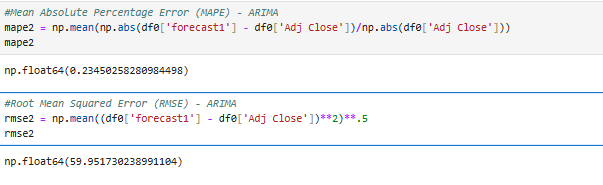 #Mean Absolute Percentage Error (MAPE) - ARIMA
mape2 = np.mean(np.abs(df0['forecast1'] - df0['Adj Close'])/np.abs(df0['Adj Close']))
mape2
np.float64(0.23450258280984498)
#Root Mean Squared Error (RMSE) - ARIMA
rmse2 = np.mean((df0['forecast1'] - df0['Adj Close'])**2)**.5
rmse2
np.float64(59.951730238991104)